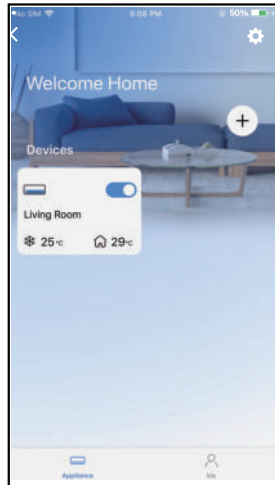 No SIM 5:06 PM 50%
Welcome Home
Devices
Living Room
25°C 29°C
Appliance Me